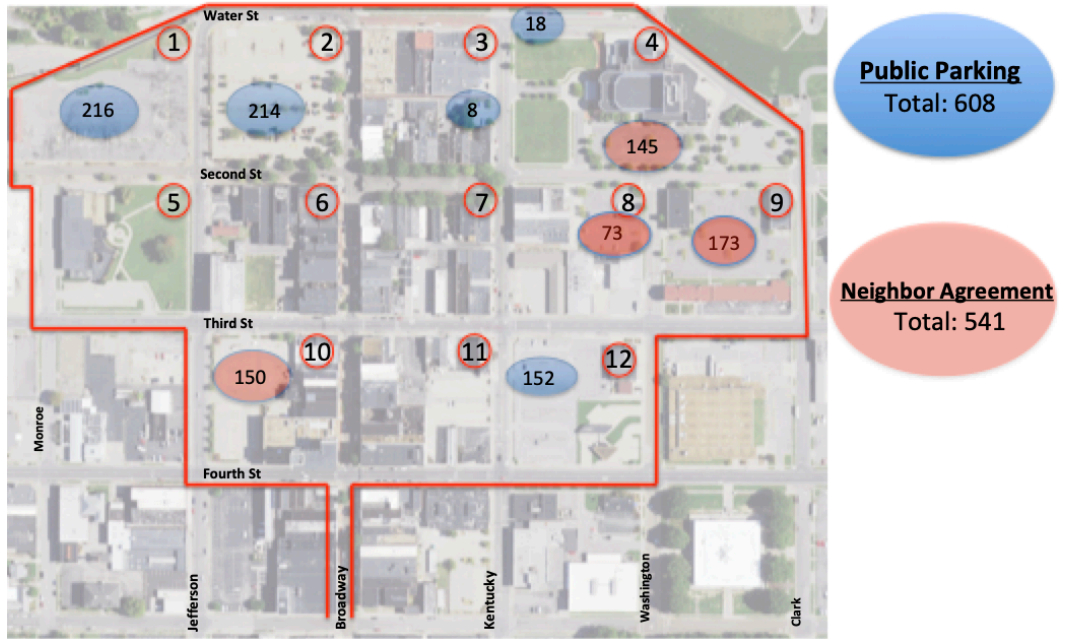 Water St
1
2
3
18
4
216
214
8
145
Public Parking
Total: 608
Second St
5
6
7
8
9
73
173
Neighbor Agreement
Total: 541
Third St
10
11
12
150
152
Monroe
Fourth St
Jefferson
Broadway
Kentucky
Washington
Clark